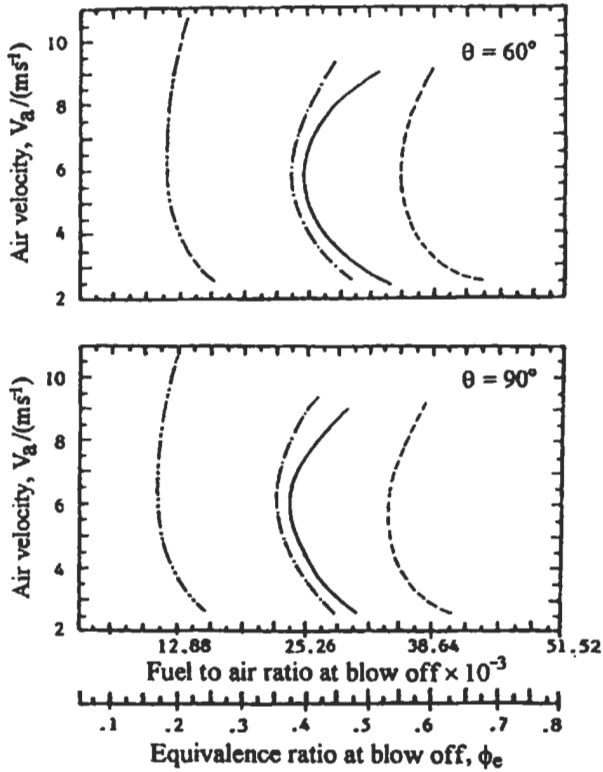 10
8
6
4
2
Air velocity, Va/(ms⁻¹)
θ = 60°
10
8
6
4
2
Air velocity, Va/(ms⁻¹)
θ = 90°
12.88 25.26 38.64 51.52
Fuel to air ratio at blow off × 10⁻³
.1 .2 .3 .4 .5 .6 .7 .8
Equivalence ratio at blow off, ϕe